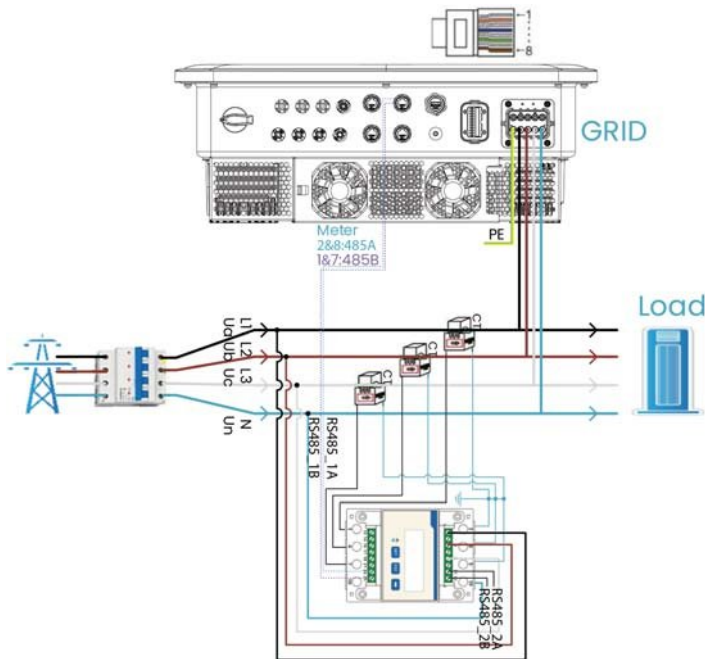 1
8
GRID
Meter
2&8:485A
1&7:485B
PE
L1
Ua
L2
Ub
L3
Uc
N
Un
CT
CT
CT
Load
RS485_1A
RS485_1B
RS485_2A
RS485_2B